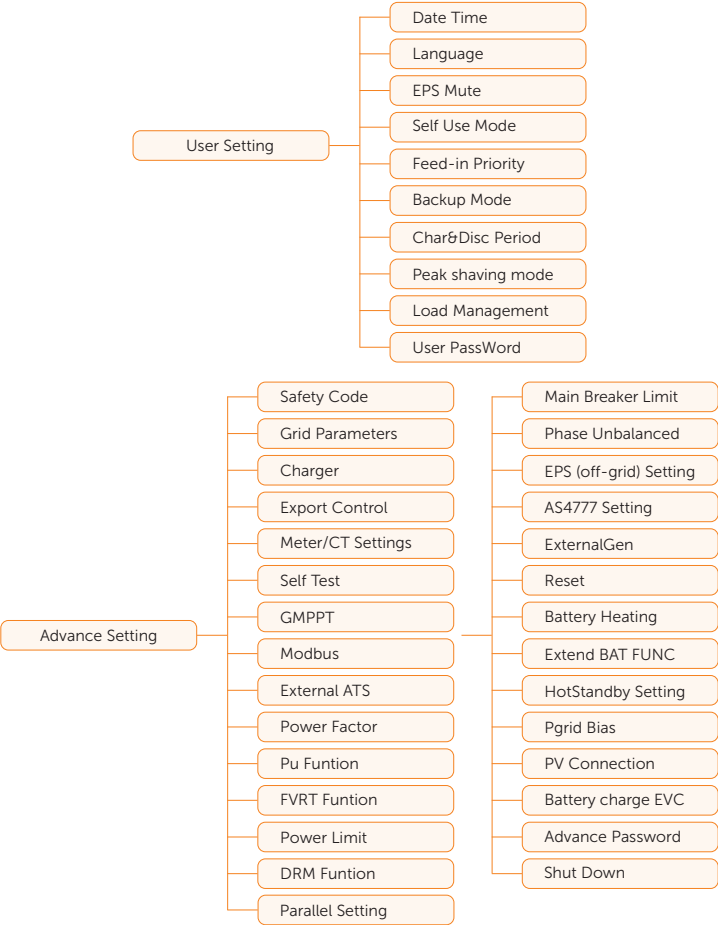 User Setting
Date Time
Language
EPS Mute
Self Use Mode
Feed-in Priority
Backup Mode
Char&Disc Period
Peak shaving mode
Load Management
User PassWord
Advance Setting
Safety Code
Grid Parameters
Charger
Export Control
Meter/CT Settings
Self Test
GMPPT
Modbus
External ATS
Power Factor
Pu Funtion
FVRT Funtion
Power Limit
DRM Funtion
Parallel Setting
Main Breaker Limit
Phase Unbalanced
EPS (off-grid) Setting
AS4777 Setting
ExternalGen
Reset
Battery Heating
Extend BAT FUNC
HotStandby Setting
Pgrid Bias
PV Connection
Battery charge EVC
Advance Password
Shut Down